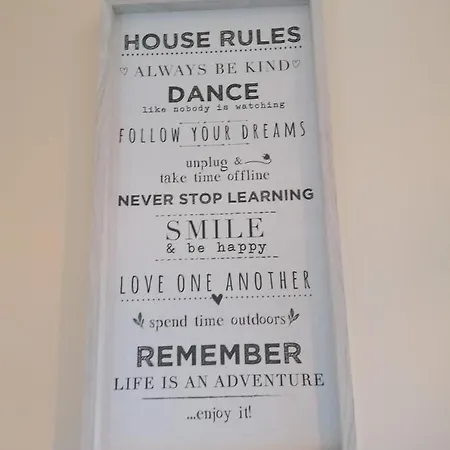 HOUSE RULES
♡ ALWAYS BE KIND ♡
DANCE
like nobody is watching
FOLLOW YOUR DREAMS
unplug &
take time offline
NEVER STOP LEARNING
SMILE
& be happy
LOVE ONE ANOTHER
spend time outdoors
REMEMBER
LIFE IS AN ADVENTURE
...enjoy it!